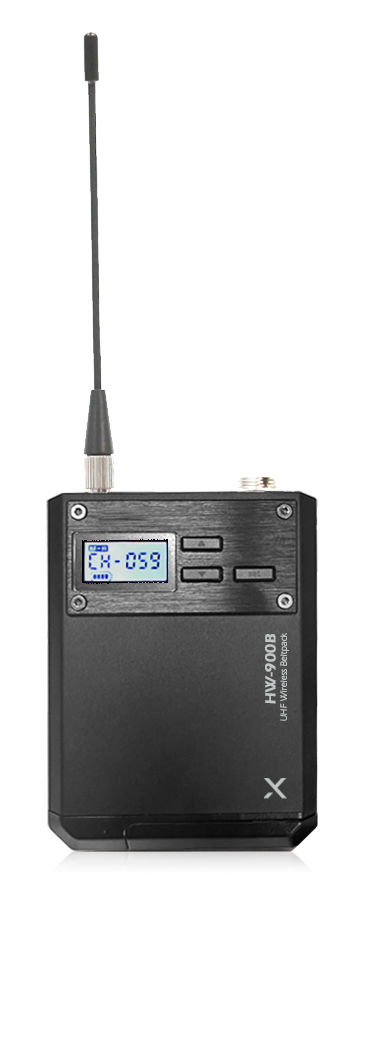 CH-059
set
HW-900B
UHF Wireless Beltpack
X